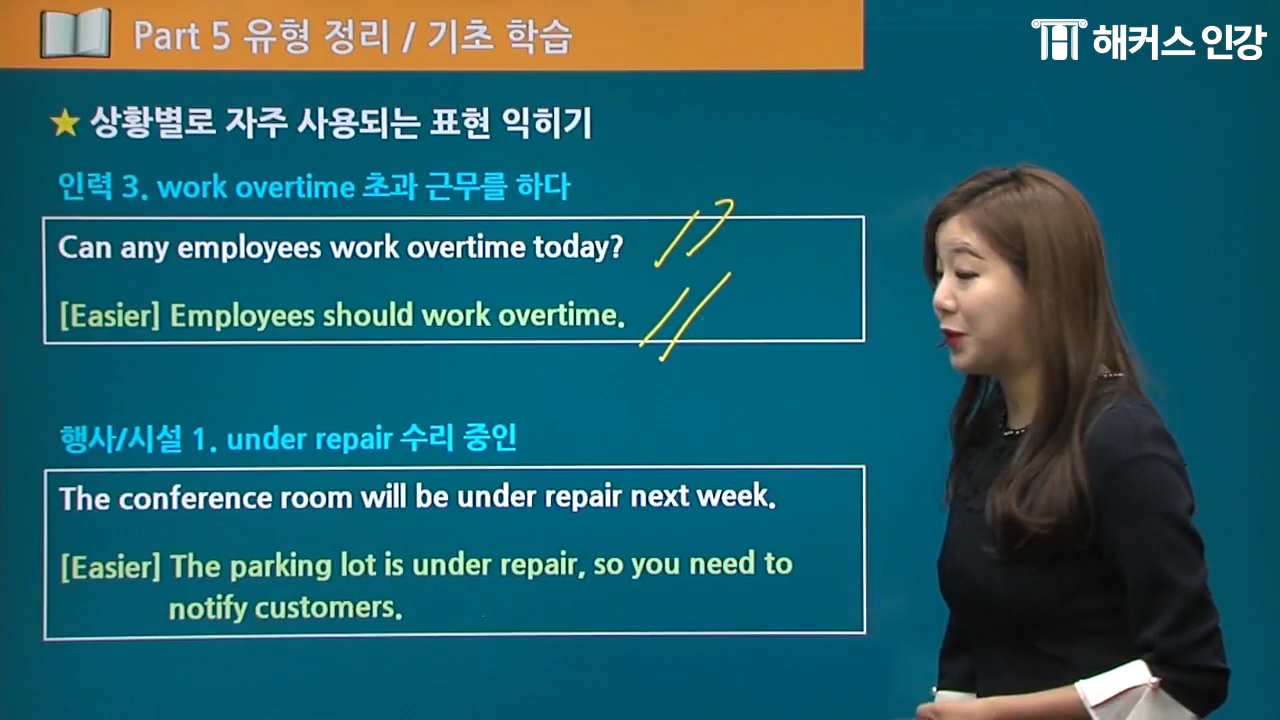 Part 5 유형 정리 / 기초 학습
해커스 인강
★ 상황별로 자주 사용되는 표현 익히기
인력 3. work overtime 초과 근무를 하다
Can any employees work overtime today?
[Easier] Employees should work overtime.
행사/시설 1. under repair 수리 중인
The conference room will be under repair next week.
[Easier] The parking lot is under repair, so you need to
notify customers.